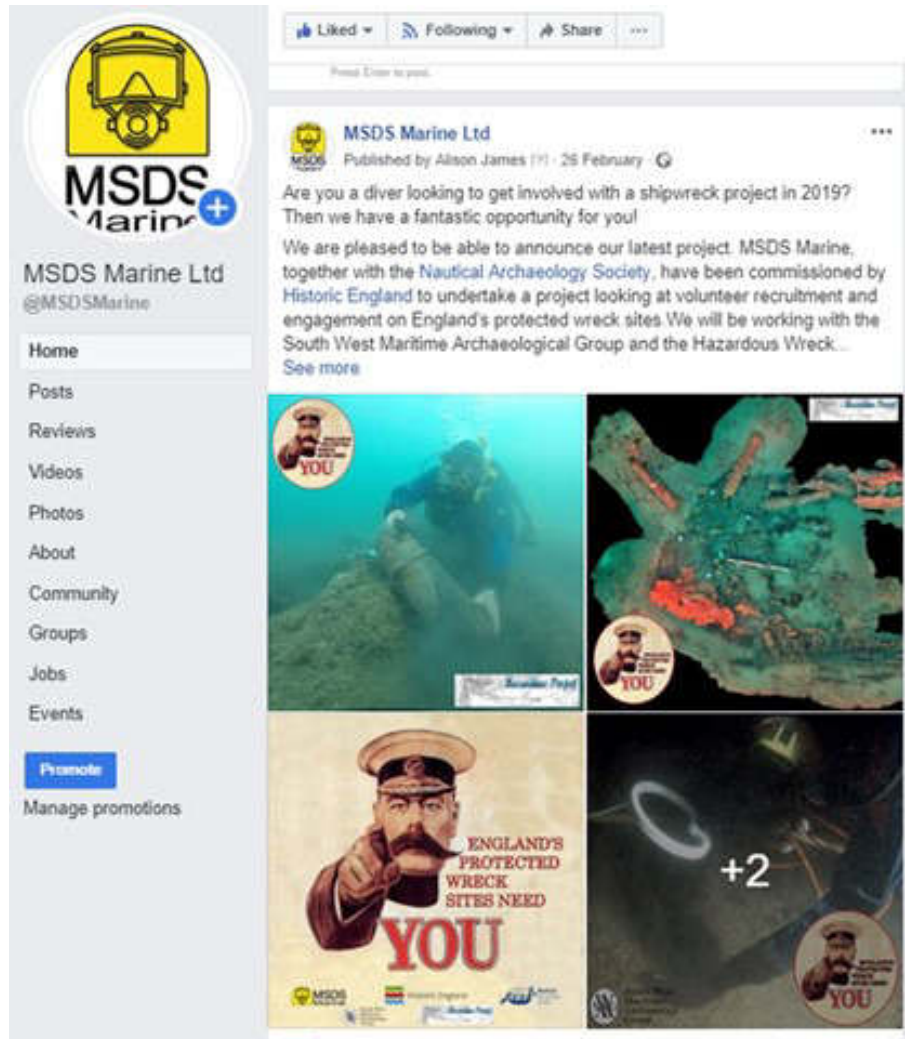 MSDS
Marine
MSDS Marine Ltd
@MSDSMarine
Home
Posts
Reviews
Videos
Photos
About
Community
Groups
Jobs
Events
Promote
Manage promotions
Liked
Following
Share
Press Enter to post.
MSDS
MSDS Marine Ltd
Published by Alison James [?] · 26 February ·
Are you a diver looking to get involved with a shipwreck project in 2019?
Then we have a fantastic opportunity for you!
We are pleased to be able to announce our latest project. MSDS Marine,
together with the Nautical Archaeology Society, have been commissioned by
Historic England to undertake a project looking at volunteer recruitment and
engagement on England's protected wreck sites.We will be working with the
South West Maritime Archaeological Group and the Hazardous Wreck...
See more
YOU
YOU
ENGLAND'S
PROTECTED
WRECK
SITES NEED
YOU
MSDS
Historic England
+2
YOU